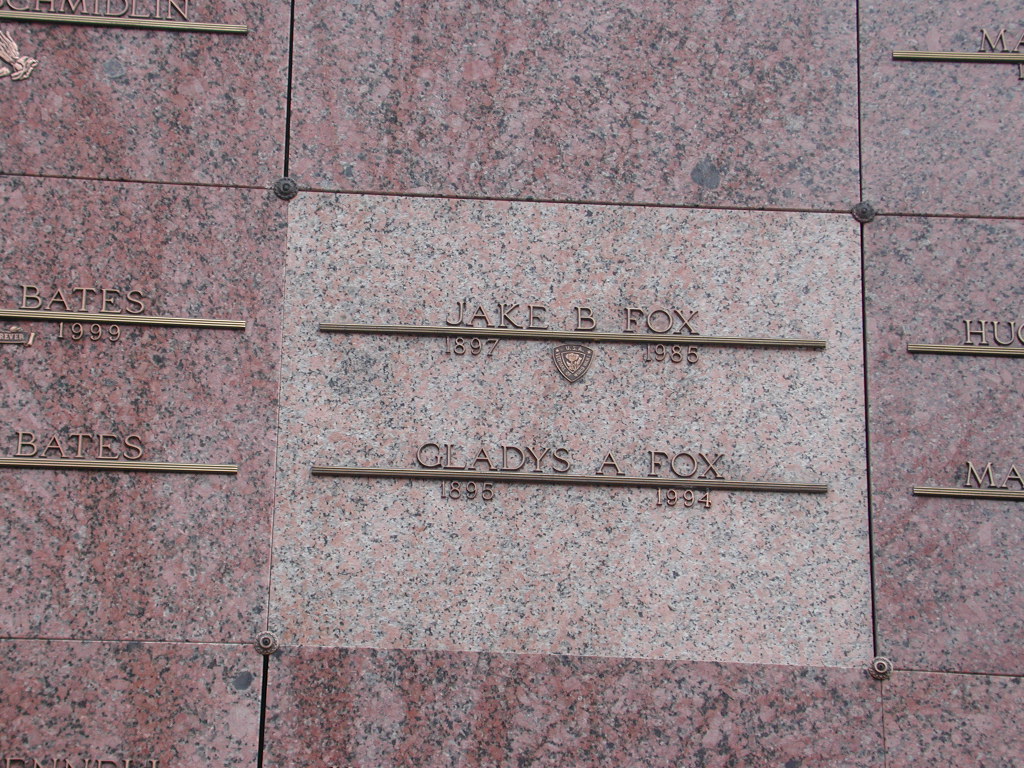 BATES
1999
BATES
JAKE B FOX
1897 1985
GLADYS A FOX
1895 1994